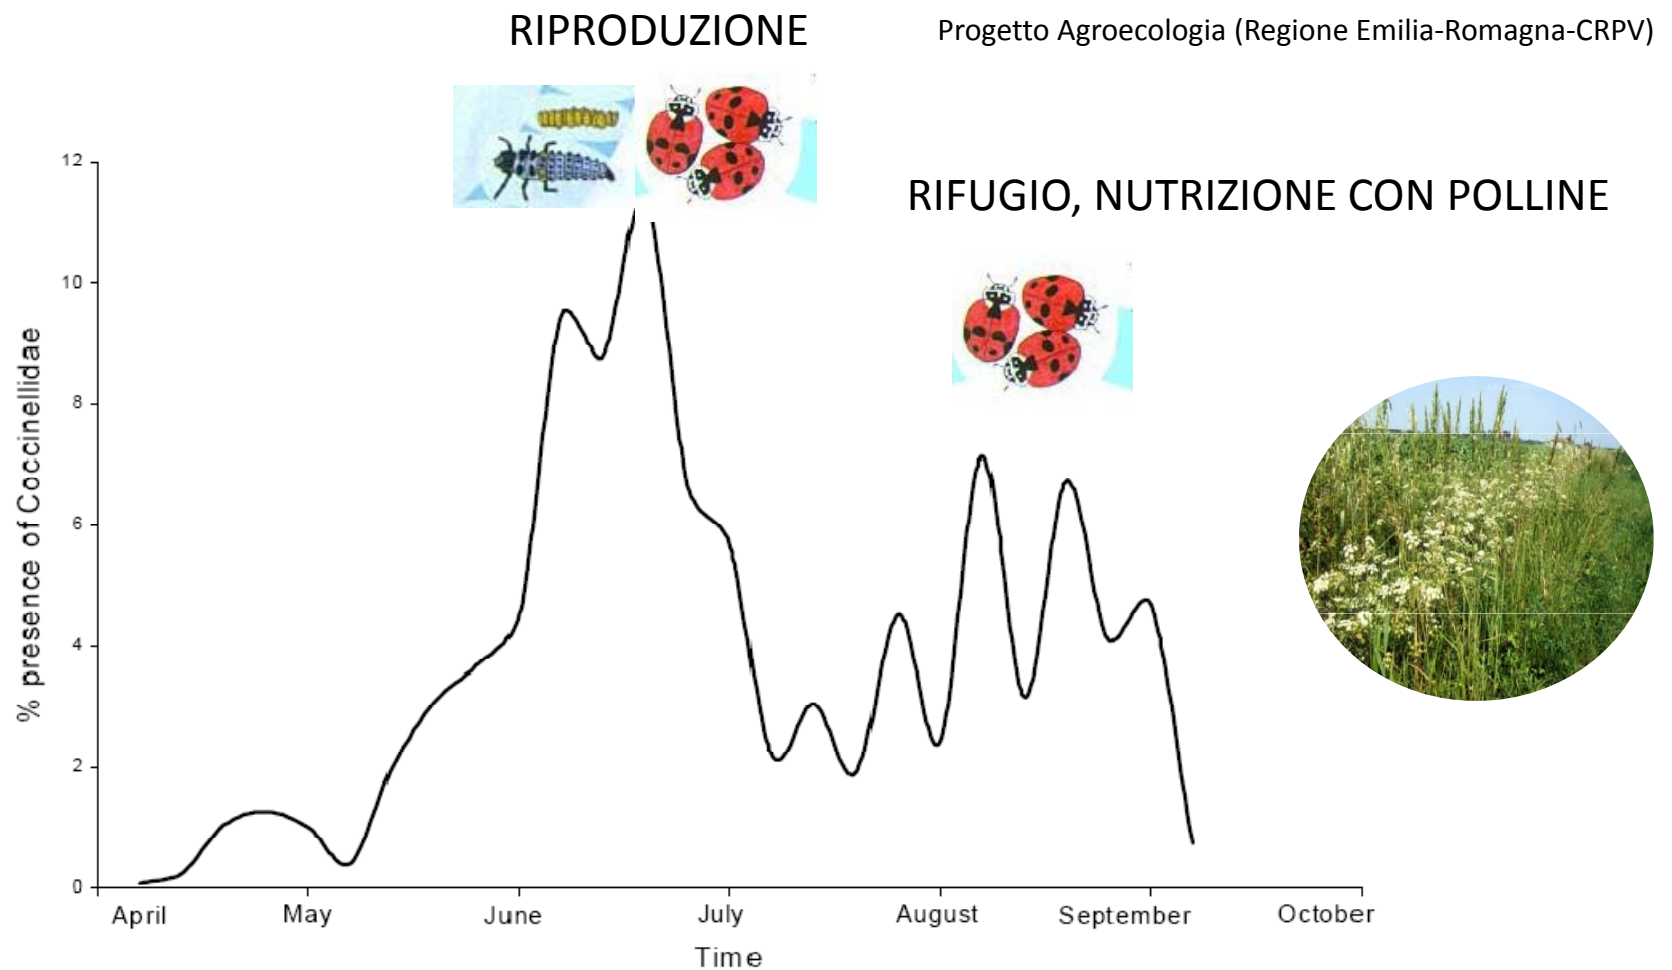 RIPRODUZIONE
Progetto Agroecologia (Regione Emilia-Romagna-CRPV)
RIFUGIO, NUTRIZIONE CON POLLINE
% presence of Coccinellidae
12
10
8
6
4
2
0
April May June July August September October
Time